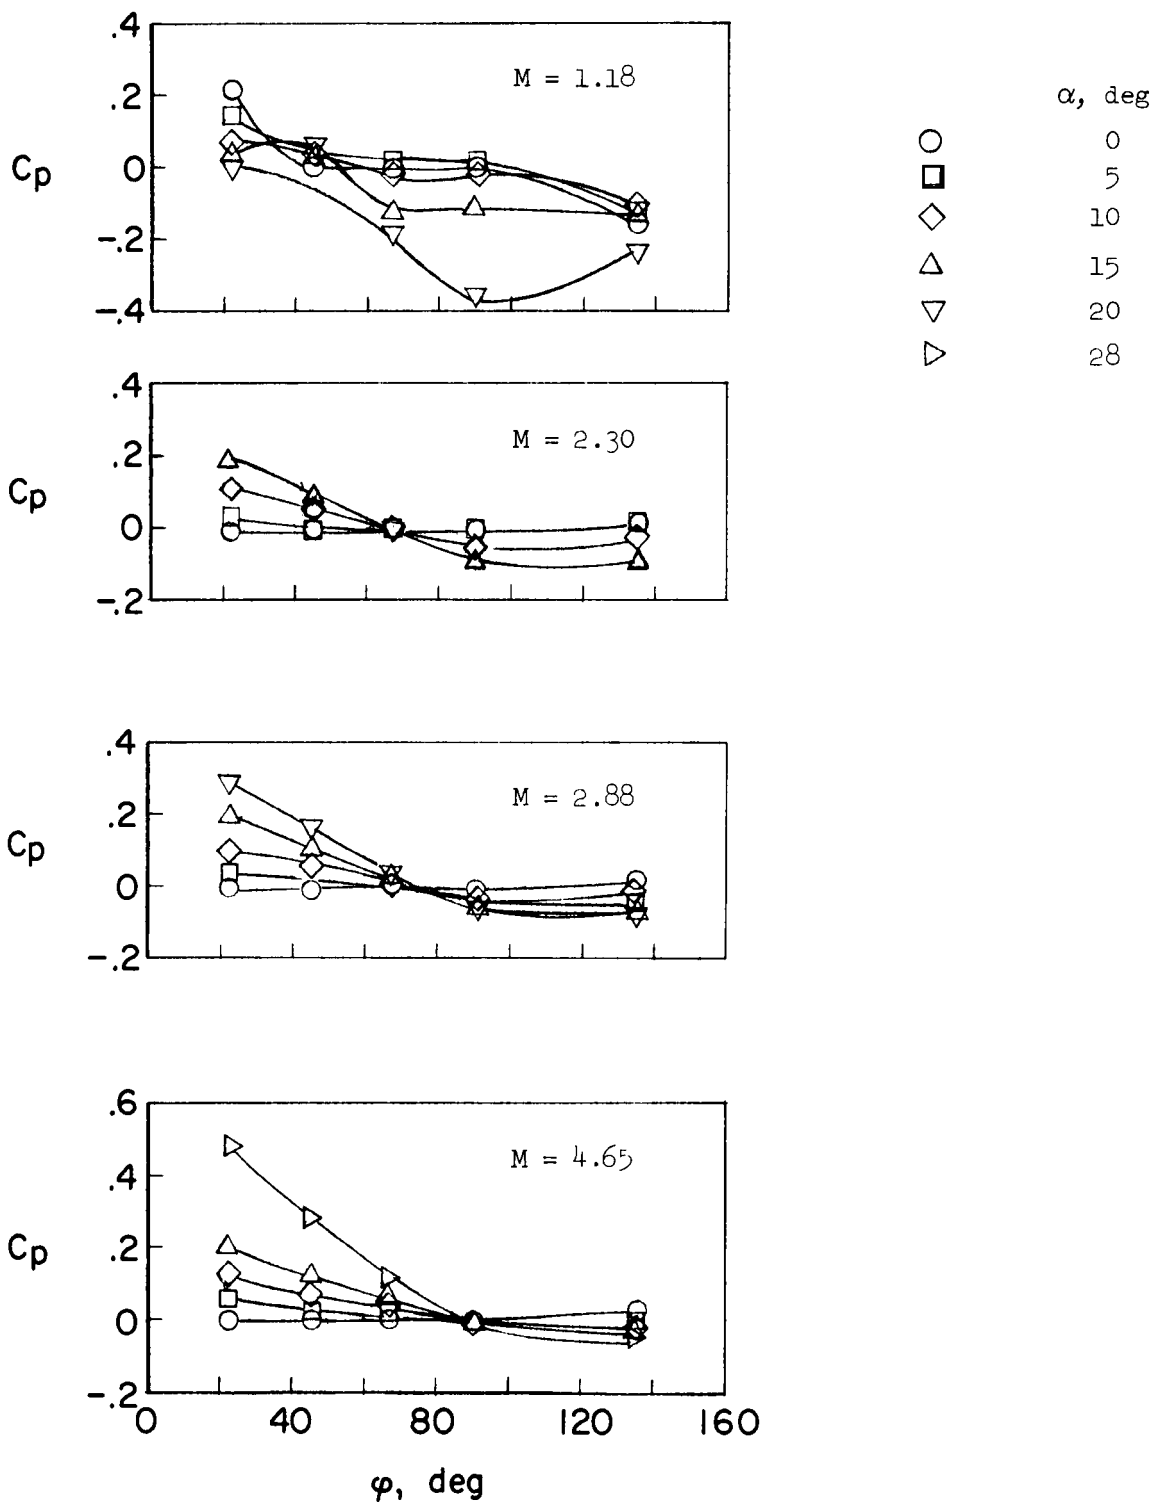 .4
M = 1.18
.2
Cp
0
-.2
-.4
α, deg
0
5
10
15
20
28
.4
M = 2.30
.2
Cp
0
-.2
.4
M = 2.88
.2
Cp
0
-.2
.6
M = 4.65
.4
Cp
.2
0
-.2
0 40 80 120 160
φ, deg